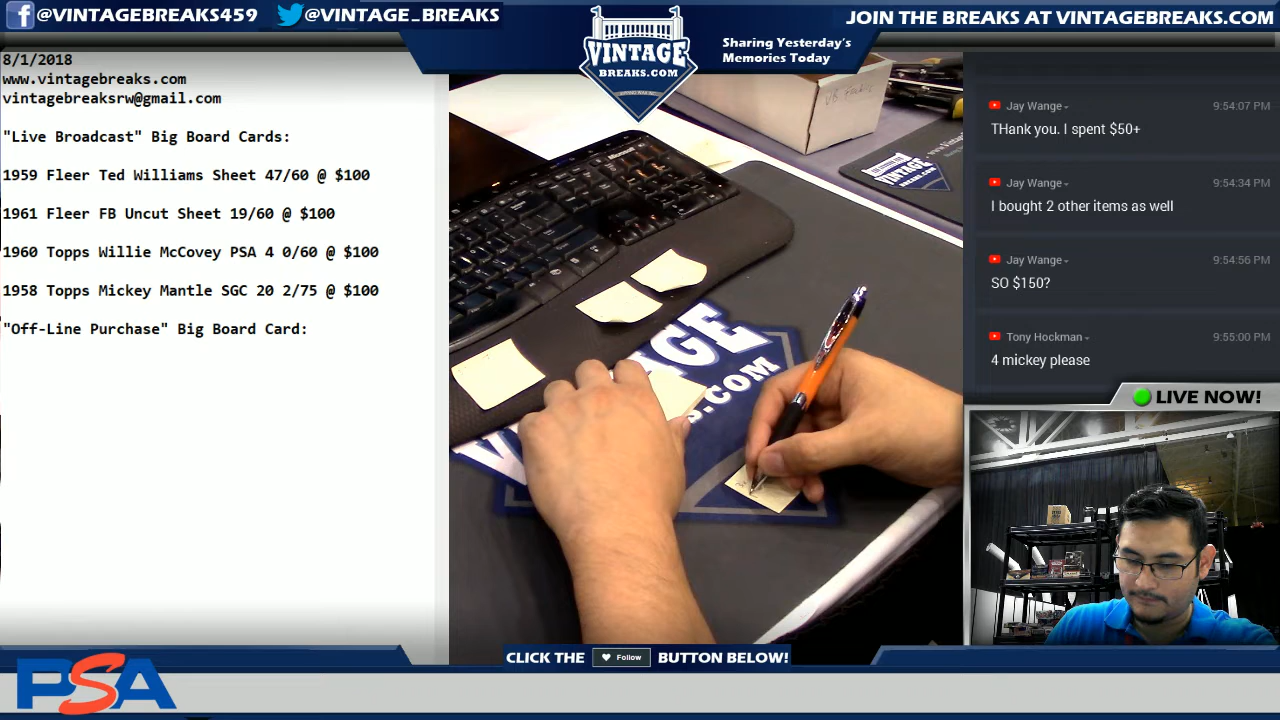 @VINTAGEBREAKS459
@VINTAGE_BREAKS
VINTAGE
BREAKS.COM
Sharing Yesterday's
Memories Today
JOIN THE BREAKS AT VINTAGEBREAKS.COM
8/1/2018
www.vintagebreaks.com
vintagebreaksrw@gmail.com
"Live Broadcast" Big Board Cards:
1959 Fleer Ted Williams Sheet 47/60 @ $100
1961 Fleer FB Uncut Sheet 19/60 @ $100
1960 Topps Willie McCovey PSA 4 0/60 @ $100
1958 Topps Mickey Mantle SGC 20 2/75 @ $100
"Off-Line Purchase" Big Board Card:
Jay Wange 9:54:07 PM
THank you. I spent $50+
Jay Wange 9:54:34 PM
I bought 2 other items as well
Jay Wange 9:54:56 PM
SO $150?
Tony Hockman 9:55:00 PM
4 mickey please
LIVE NOW!
CLICK THE Follow BUTTON BELOW!
PSA